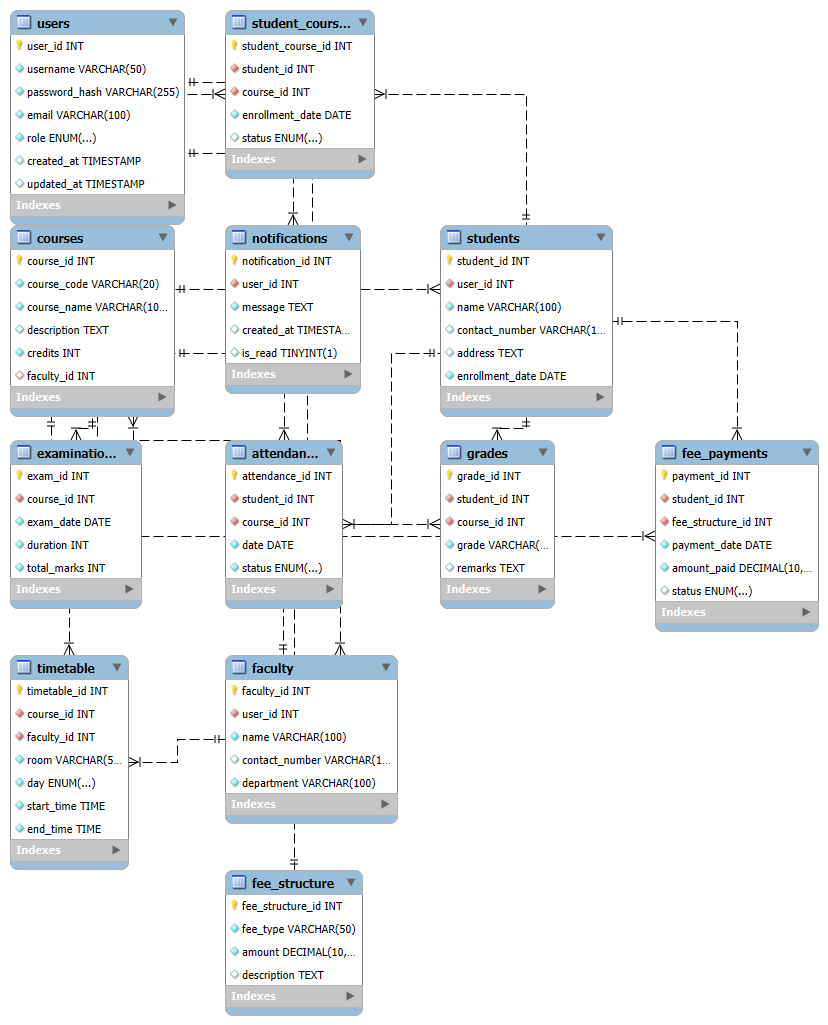 users
user_id INT
username VARCHAR(50)
password_hash VARCHAR(255)
email VARCHAR(100)
role ENUM(...)
created_at TIMESTAMP
updated_at TIMESTAMP
Indexes
student_cours...
student_course_id INT
student_id INT
course_id INT
enrollment_date DATE
status ENUM(...)
Indexes
courses
course_id INT
course_code VARCHAR(20)
course_name VARCHAR(10...
description TEXT
credits INT
faculty_id INT
Indexes
notifications
notification_id INT
user_id INT
message TEXT
created_at TIMESTA...
is_read TINYINT(1)
Indexes
students
student_id INT
user_id INT
name VARCHAR(100)
contact_number VARCHAR(1...
address TEXT
enrollment_date DATE
Indexes
examinatio...
exam_id INT
course_id INT
exam_date DATE
duration INT
total_marks INT
Indexes
attendan...
attendance_id INT
student_id INT
course_id INT
date DATE
status ENUM(...)
Indexes
grades
grade_id INT
student_id INT
course_id INT
grade VARCHAR(...
remarks TEXT
Indexes
fee_payments
payment_id INT
student_id INT
fee_structure_id INT
payment_date DATE
amount_paid DECIMAL(10,...
status ENUM(...)
Indexes
timetable
timetable_id INT
course_id INT
faculty_id INT
room VARCHAR(5...
day ENUM(...)
start_time TIME
end_time TIME
Indexes
faculty
faculty_id INT
user_id INT
name VARCHAR(100)
contact_number VARCHAR(1...
department VARCHAR(100)
Indexes
fee_structure
fee_structure_id INT
fee_type VARCHAR(50)
amount DECIMAL(10,...
description TEXT
Indexes